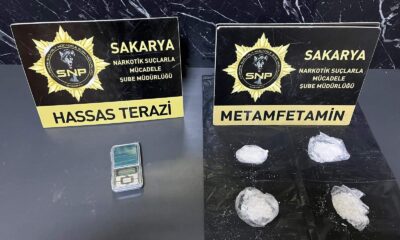 SAKARYA
NARKOTİK SUÇLARLA
MÜCADELE
ŞUBE MÜDÜRLÜĞÜ
SNP
HASSAS TERAZİ
SAKARYA
NARKOTİK SUÇLARLA
MÜCADELE
ŞUBE MÜDÜRLÜĞÜ
SNP
METAMFETAMİN